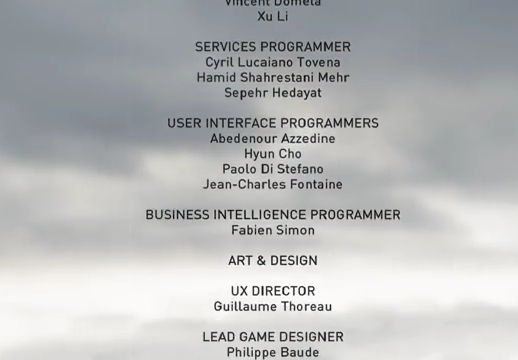 Vincent Dometa
Xu Li
SERVICES PROGRAMMER
Cyril Lucaiano Tovena
Hamid Shahrestani Mehr
Sepehr Hedayat
USER INTERFACE PROGRAMMERS
Abedenour Azzedine
Hyun Cho
Paolo Di Stefano
Jean-Charles Fontaine
BUSINESS INTELLIGENCE PROGRAMMER
Fabien Simon
ART & DESIGN
UX DIRECTOR
Guillaume Thoreau
LEAD GAME DESIGNER
Philippe Baude